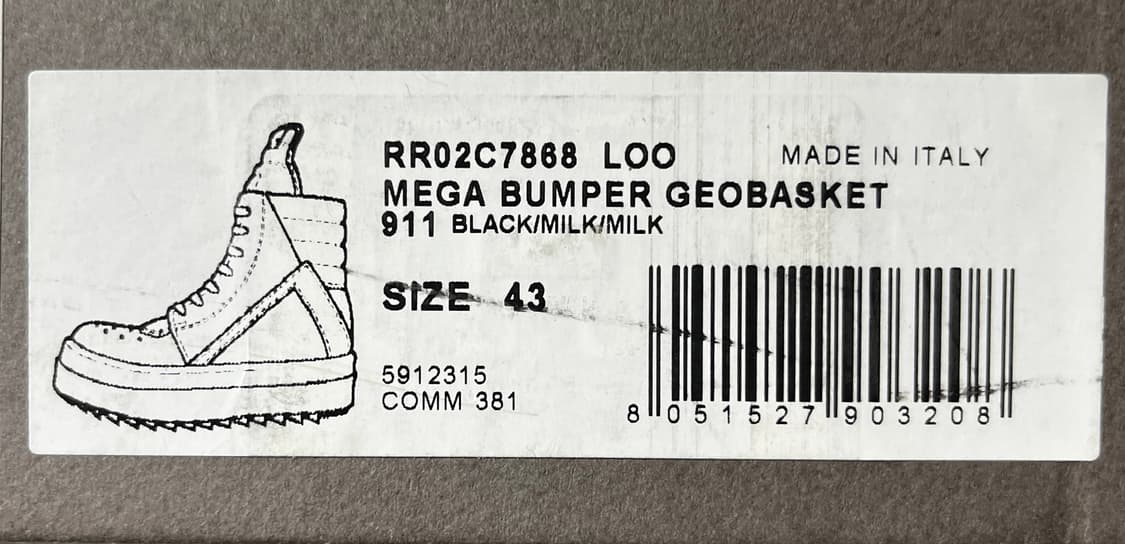 RR02C7868 LOO
MADE IN ITALY
MEGA BUMPER GEOBASKET
911 BLACK/MILK/MILK
SIZE 43
5912315
COMM 381
8 051527 903208